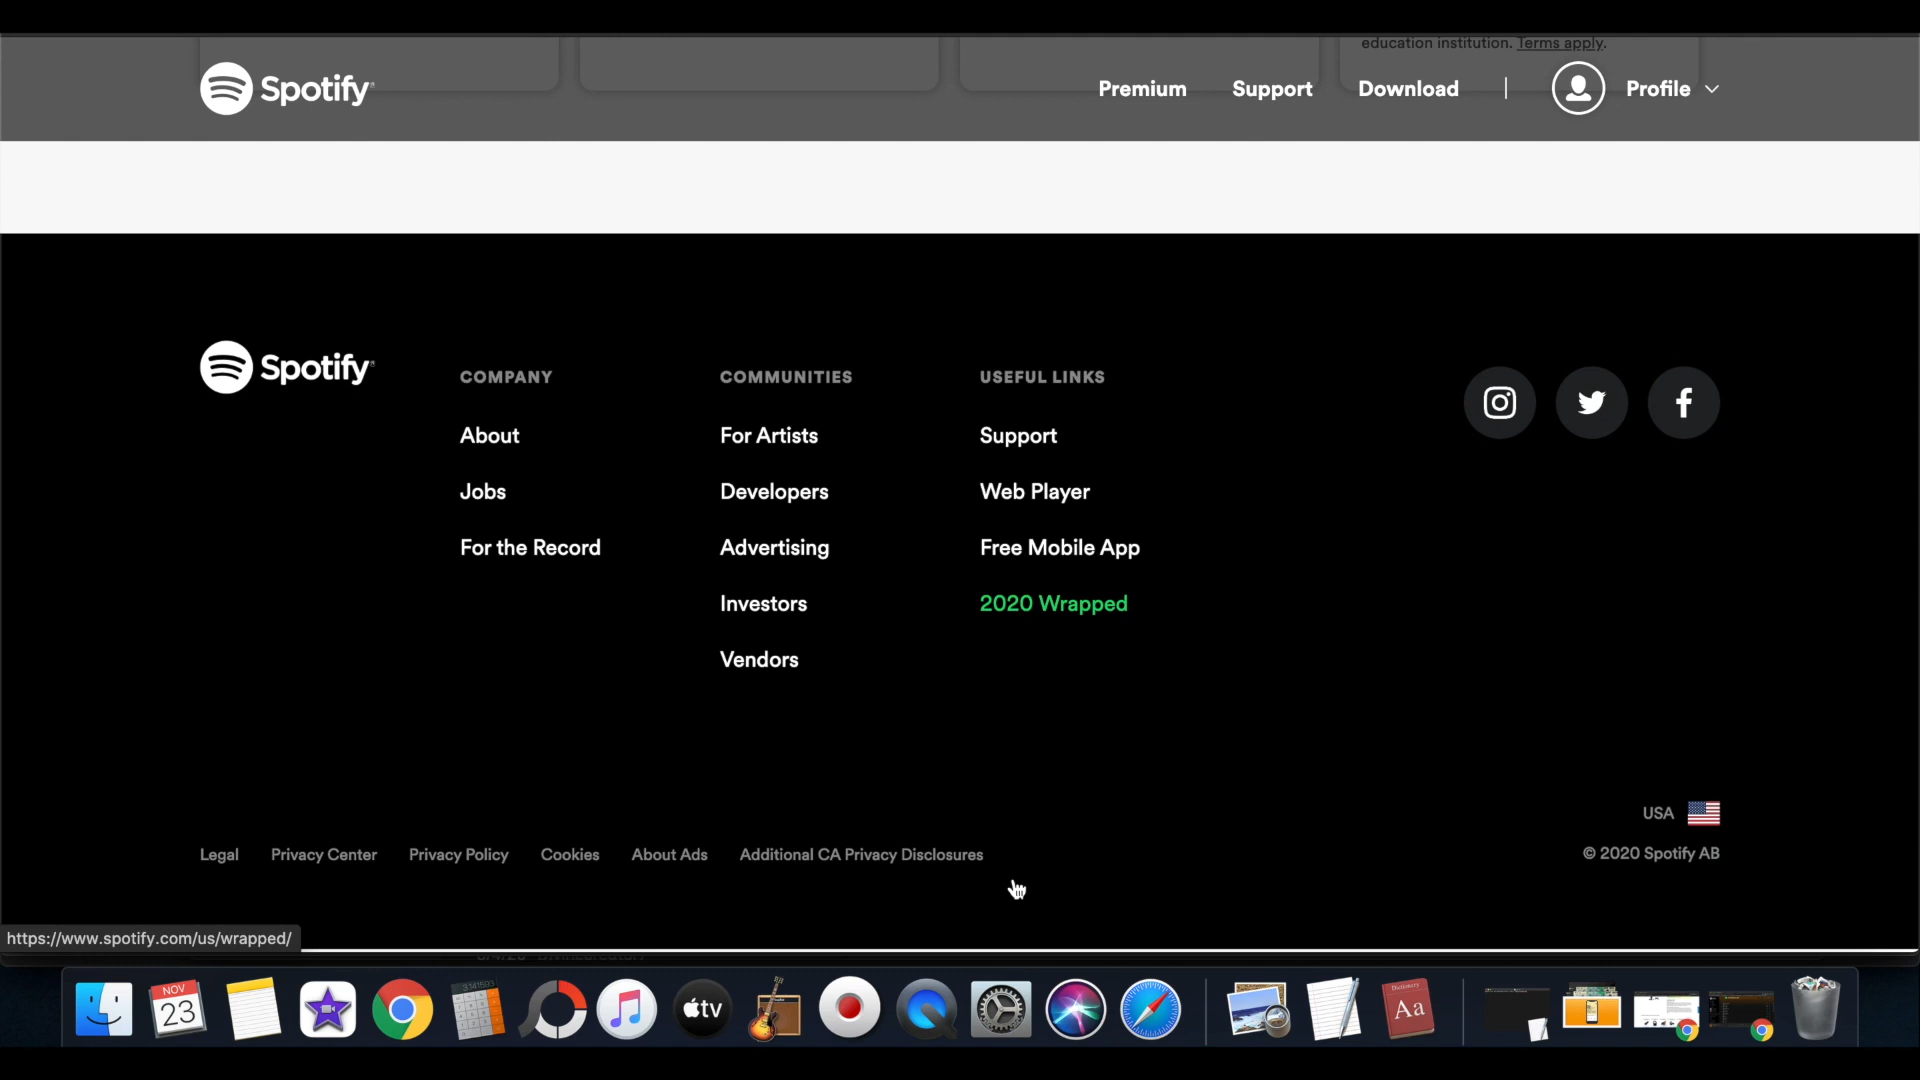 education institution. Terms apply.
Spotify
Premium
Support
Download
Profile
Spotify
COMPANY
About
Jobs
For the Record
COMMUNITIES
For Artists
Developers
Advertising
Investors
Vendors
USEFUL LINKS
Support
Web Player
Free Mobile App
2020 Wrapped
USA
Legal
Privacy Center
Privacy Policy
Cookies
About Ads
Additional CA Privacy Disclosures
© 2020 Spotify AB
https://www.spotify.com/us/wrapped/
NOV
23
tv
Dictionary
Aa